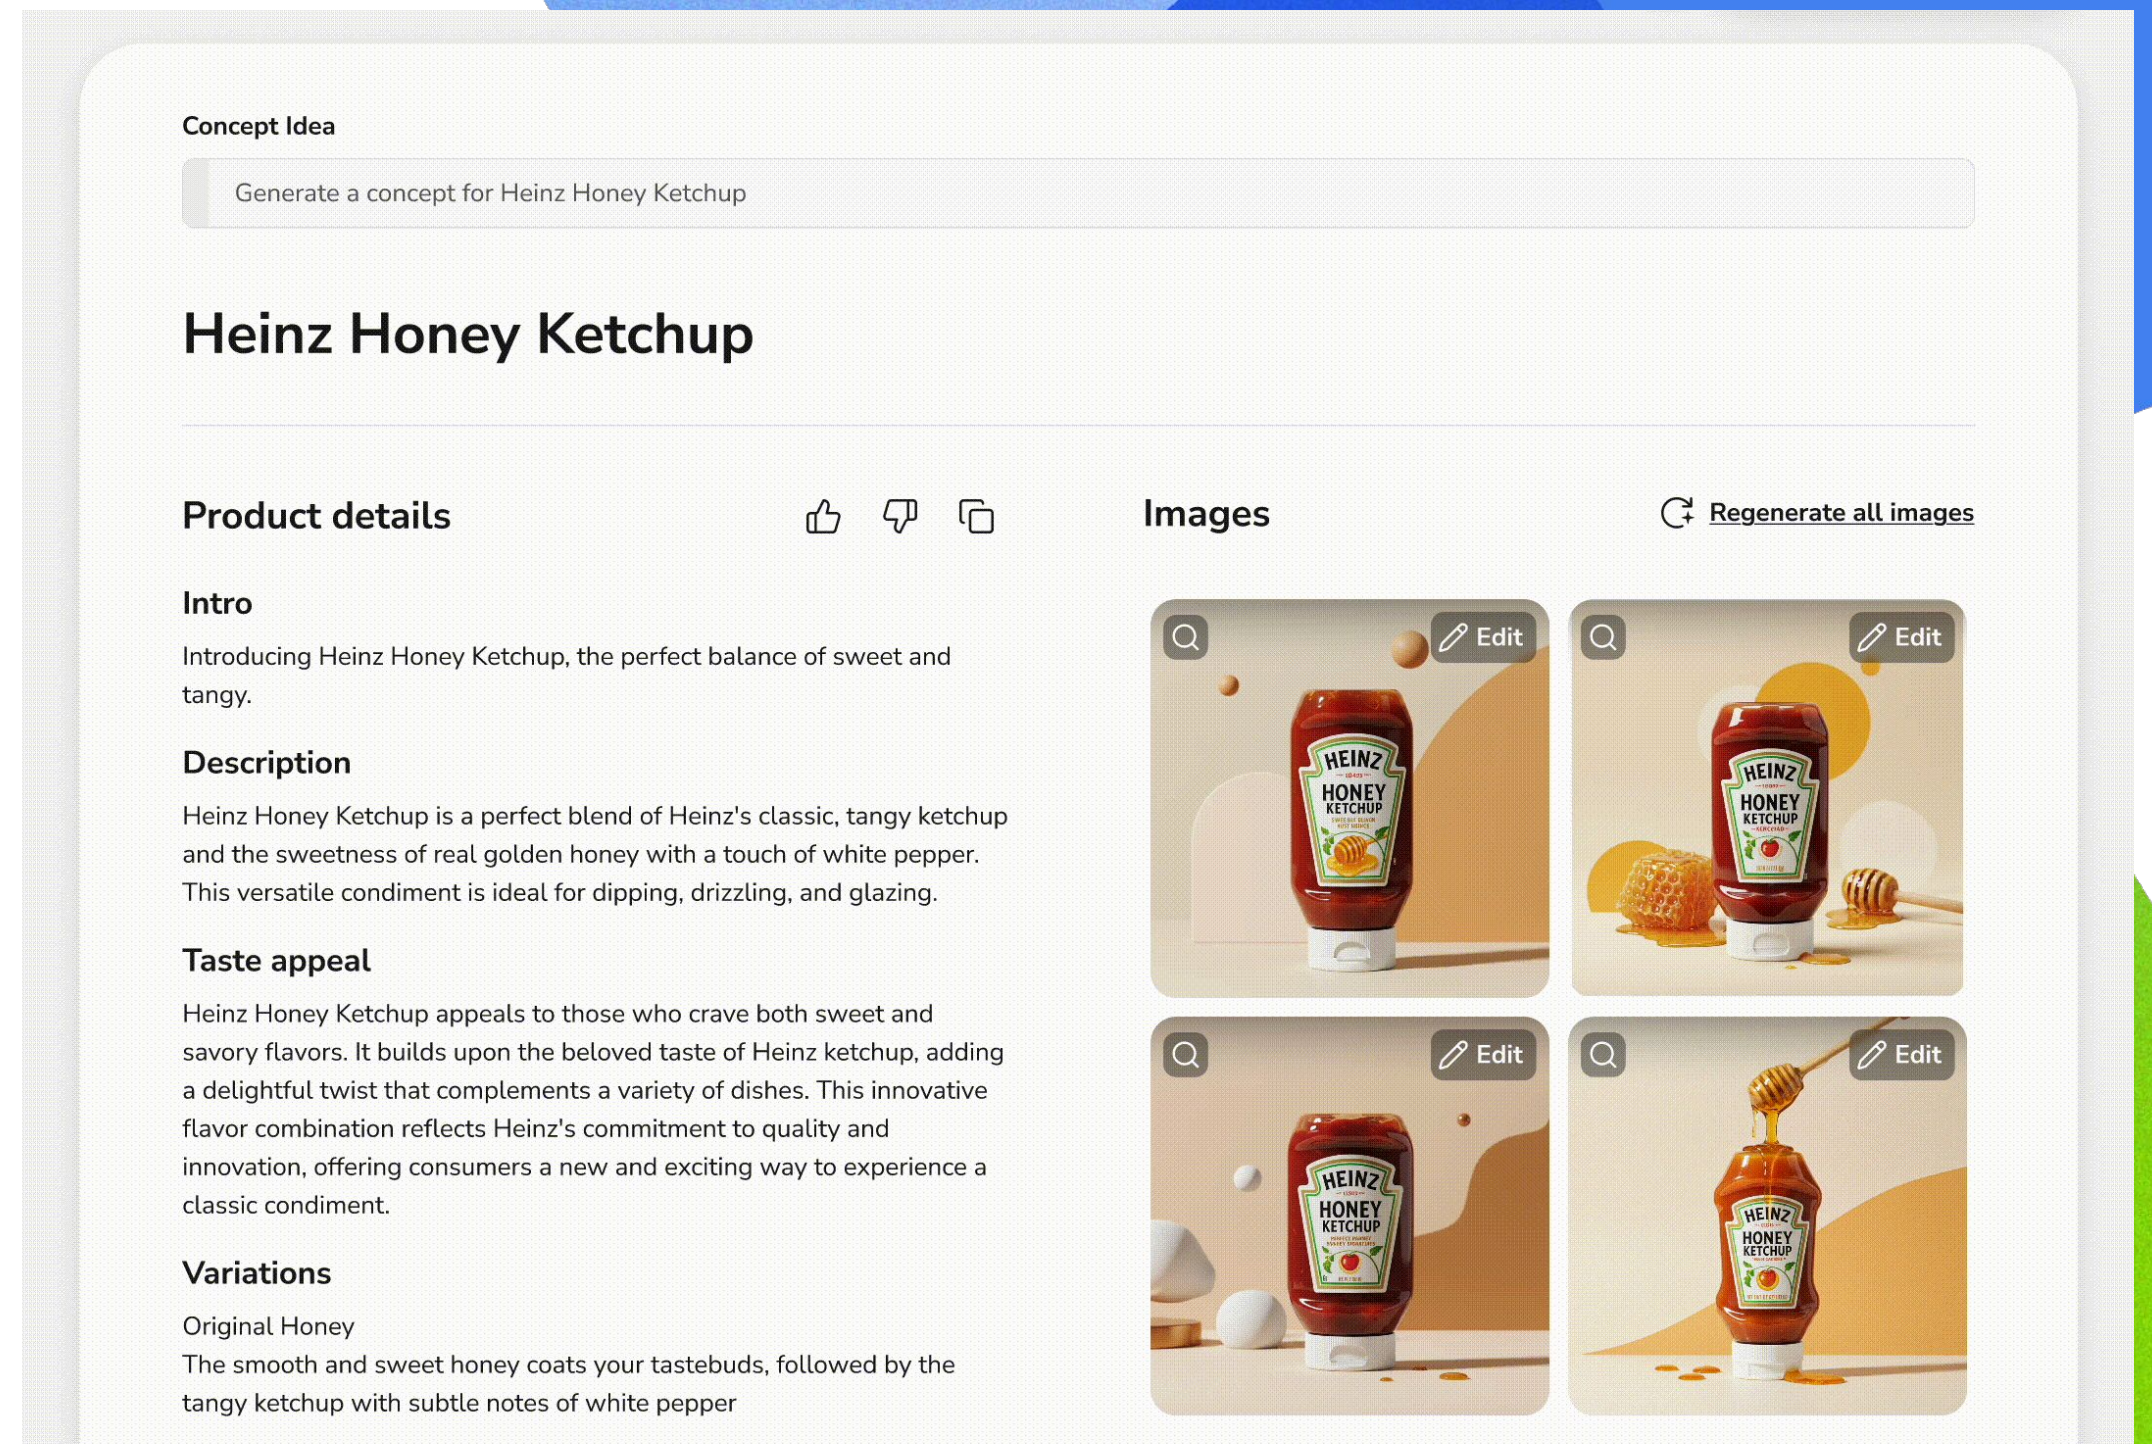 Concept Idea
Generate a concept for Heinz Honey Ketchup
Heinz Honey Ketchup
Product details
Intro
Introducing Heinz Honey Ketchup, the perfect balance of sweet and
tangy.
Description
Heinz Honey Ketchup is a perfect blend of Heinz's classic, tangy ketchup
and the sweetness of real golden honey with a touch of white pepper.
This versatile condiment is ideal for dipping, drizzling, and glazing.
Taste appeal
Heinz Honey Ketchup appeals to those who crave both sweet and
savory flavors. It builds upon the beloved taste of Heinz ketchup, adding
a delightful twist that complements a variety of dishes. This innovative
flavor combination reflects Heinz's commitment to quality and
innovation, offering consumers a new and exciting way to experience a
classic condiment.
Variations
Original Honey
The smooth and sweet honey coats your tastebuds, followed by the
tangy ketchup with subtle notes of white pepper
Images
Regenerate all images
Edit
HEINZ
HONEY
KETCHUP
Edit
HEINZ
HONEY
KETCHUP
Edit
HEINZ
HONEY
KETCHUP
Edit
HEINZ
HONEY
KETCHUP